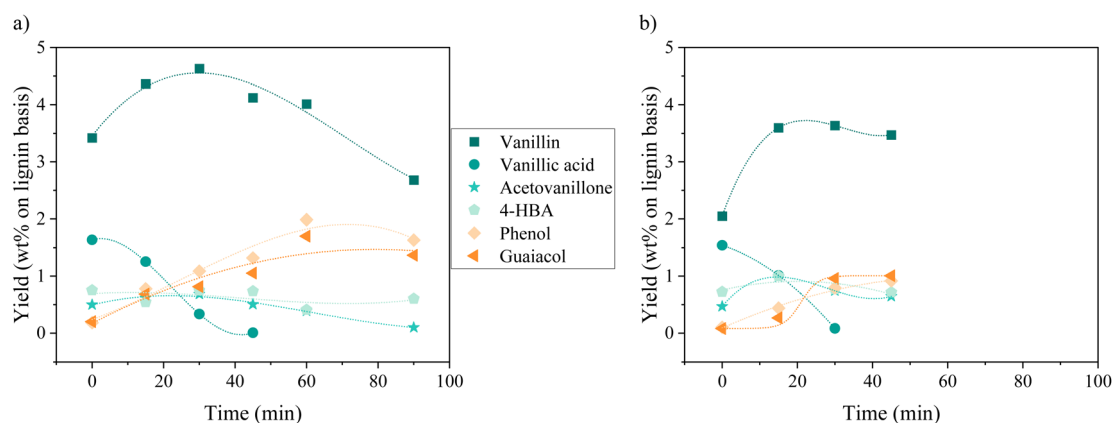 a)
Yield (wt% on lignin basis)
5
4
3
2
1
0
0
20
40
60
80
100
Time (min)
Vanillin
Vanillic acid
Acetovanillone
4-HBA
Phenol
Guaiacol
b)
Yield (wt% on lignin basis)
5
4
3
2
1
0
0
20
40
60
80
100
Time (min)